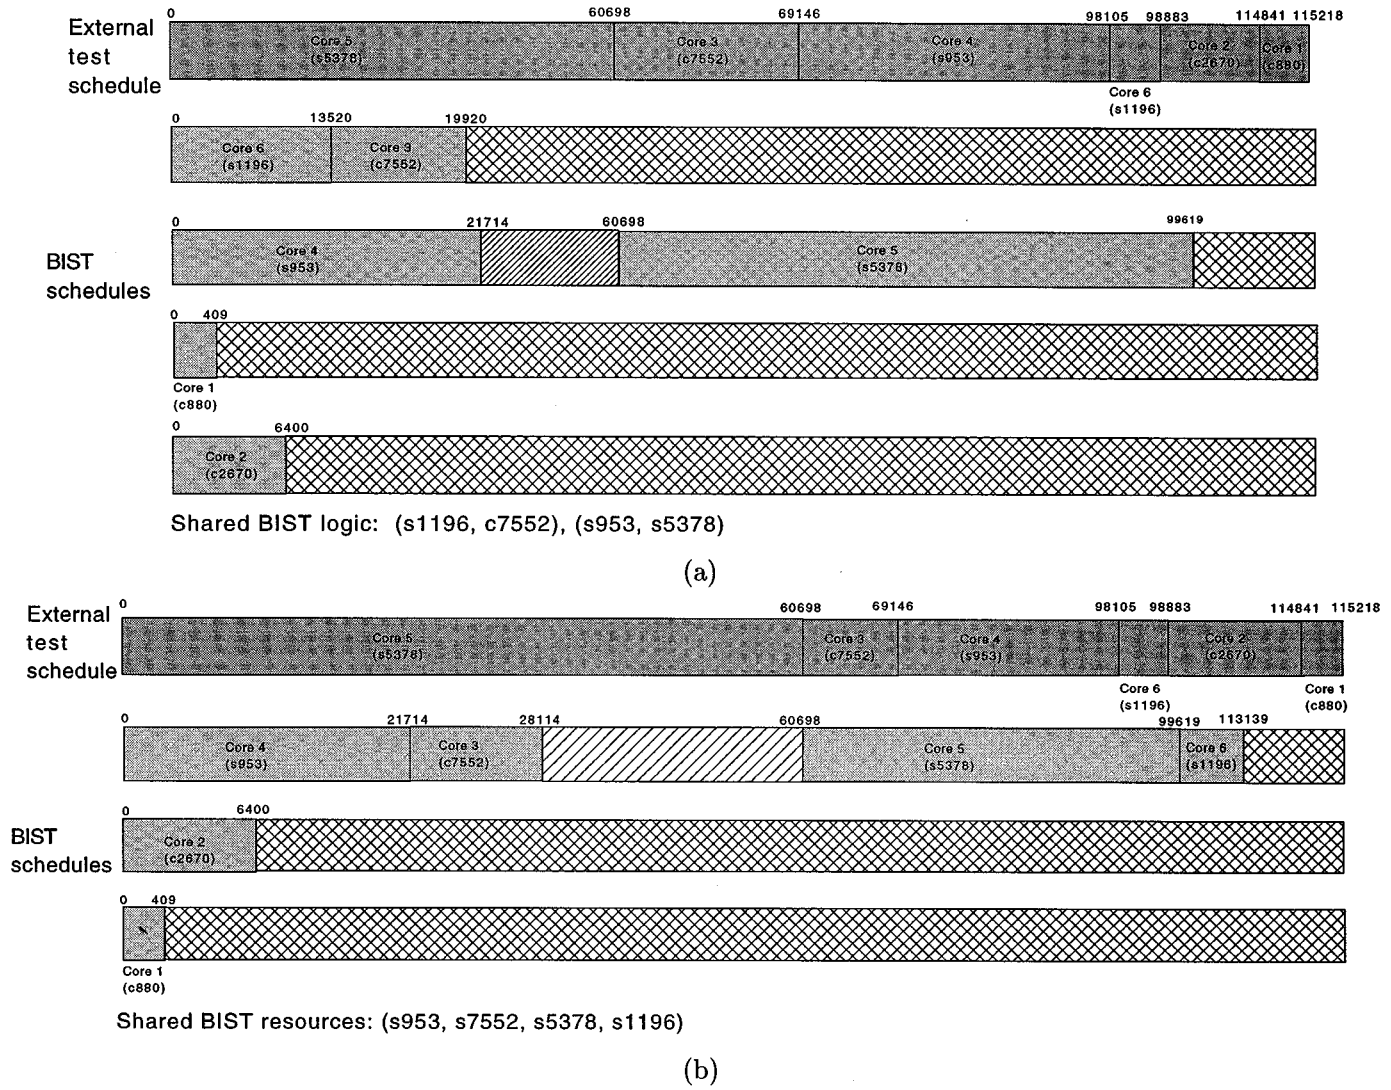 0 60698 69146 98105 98883 114841 115218
External
test
schedule
Core 5
(s5378)
Core 3
(c7552)
Core 4
(s953)
Core 2
(c2670)
Core 1
(c880)
Core 6
(s1196)
0 13520 19920
Core 6
(s1196)
Core 3
(c7552)
0 21714 60698 99619
Core 4
(s953)
Core 5
(s5378)
BIST
schedules
0 409
Core 1
(c880)
0 6400
Core 2
(c2670)
Shared BIST logic: (s1196, c7552), (s953, s5378)
(a)
0 60698 69146 98105 98883 114841 115218
External
test
schedule
Core 5
(s5378)
Core 3
(c7552)
Core 4
(s953)
Core 2
(c2670)
Core 6
(s1196)
Core 1
(c880)
0 21714 28114 60698 99619 113139
Core 4
(s953)
Core 3
(c7552)
Core 5
(s5378)
Core 6
(s1196)
0 6400
Core 2
(c2670)
BIST
schedules
0 409
Core 1
(c880)
Shared BIST resources: (s953, s7552, s5378, s1196)
(b)